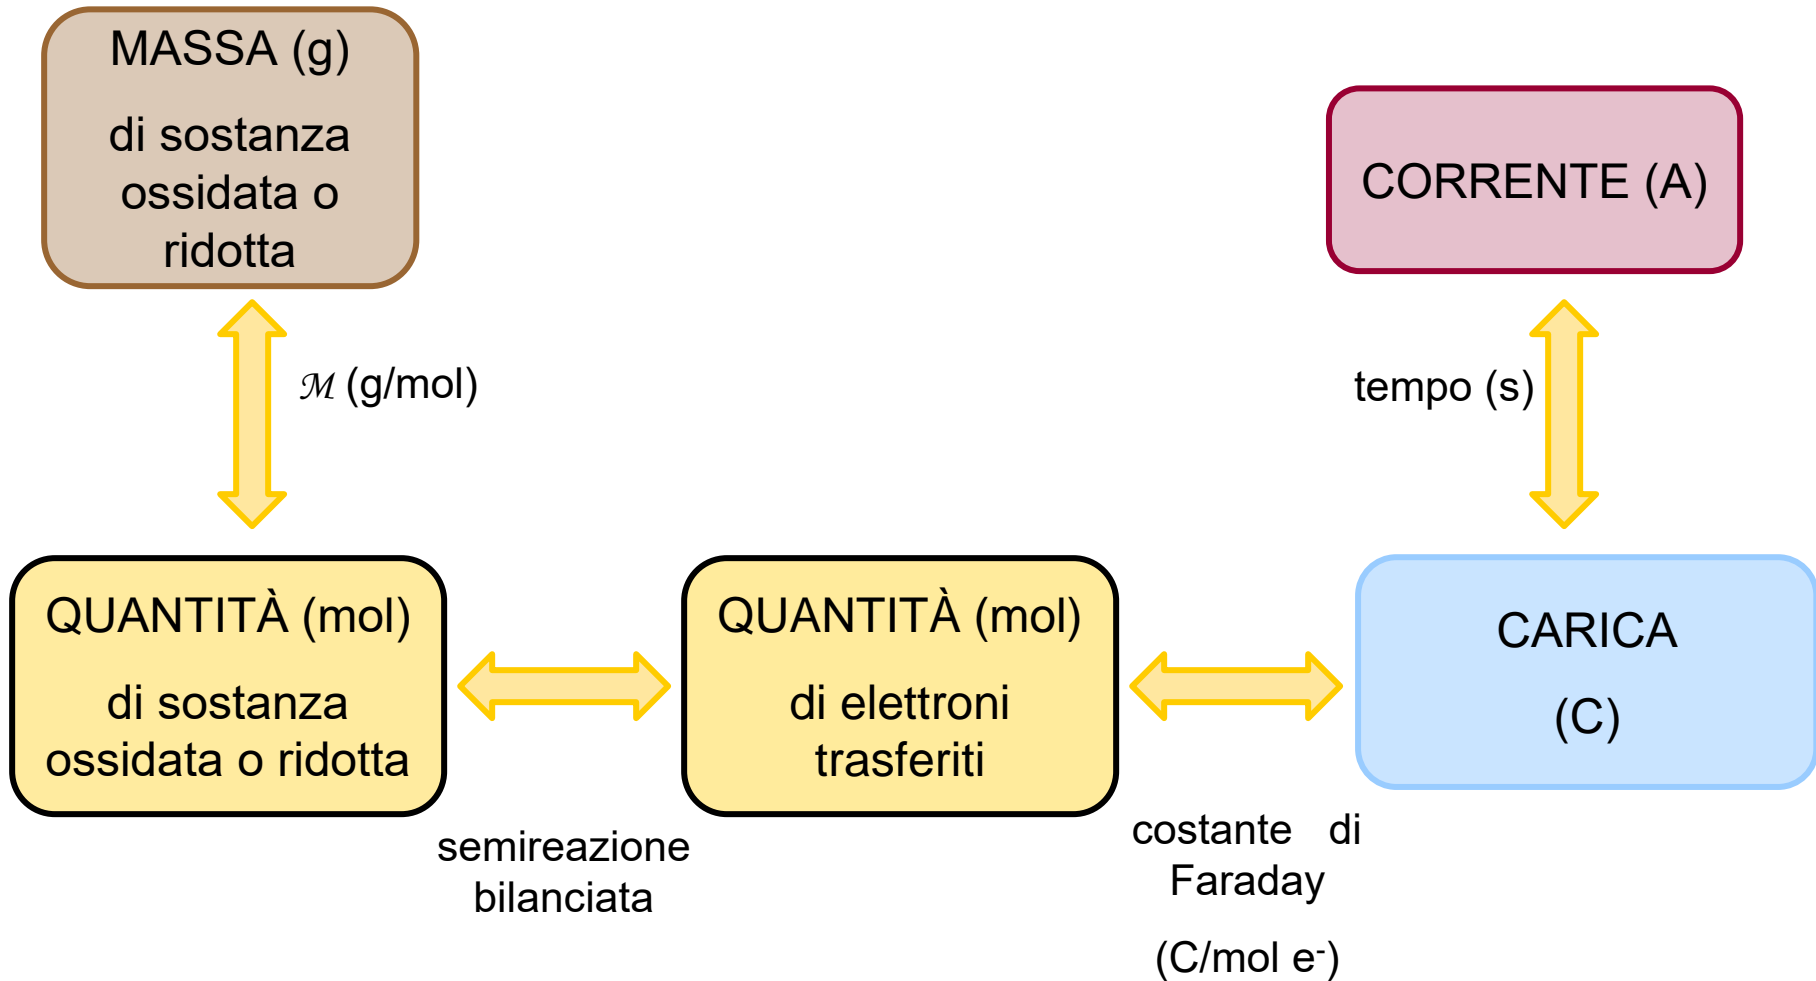 MASSA (g)
di sostanza
ossidata o
ridotta
CORRENTE (A)
ℳ (g/mol)
tempo (s)
QUANTITÀ (mol)
di sostanza
ossidata o ridotta
QUANTITÀ (mol)
di elettroni
trasferiti
CARICA
(C)
semireazione
bilanciata
costante di
Faraday
(C/mol e⁻)